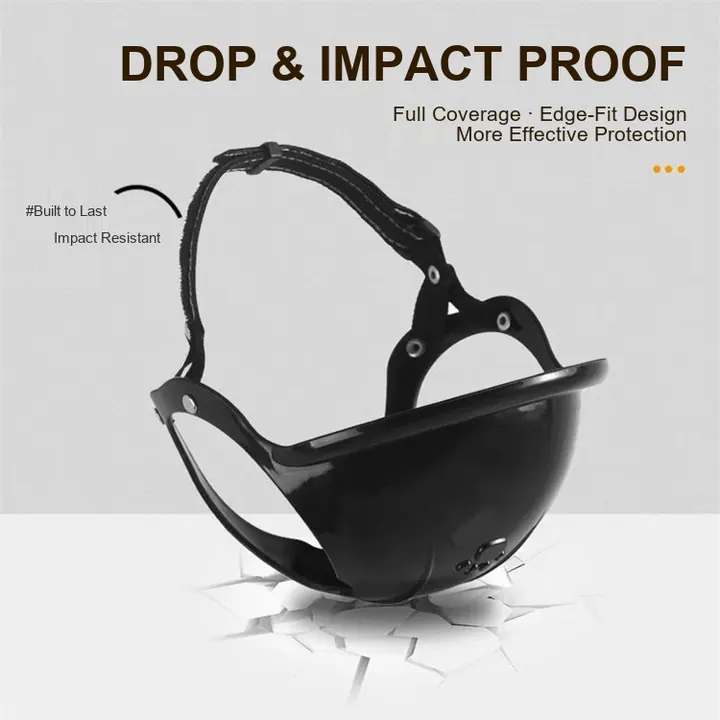 DROP & IMPACT PROOF
Full Coverage · Edge-Fit Design
More Effective Protection
#Built to Last
Impact Resistant